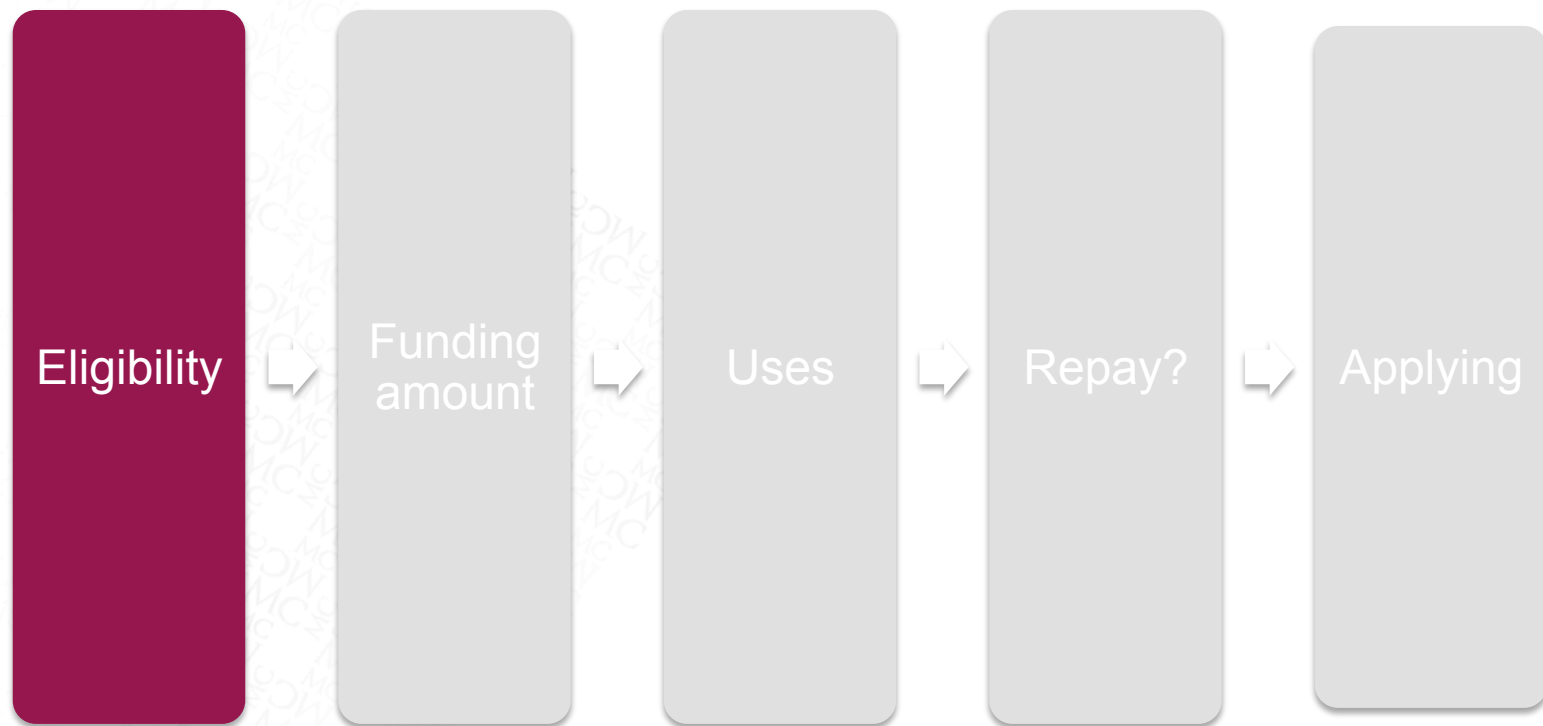 Eligibility
Funding
amount
Uses
Repay?
Applying